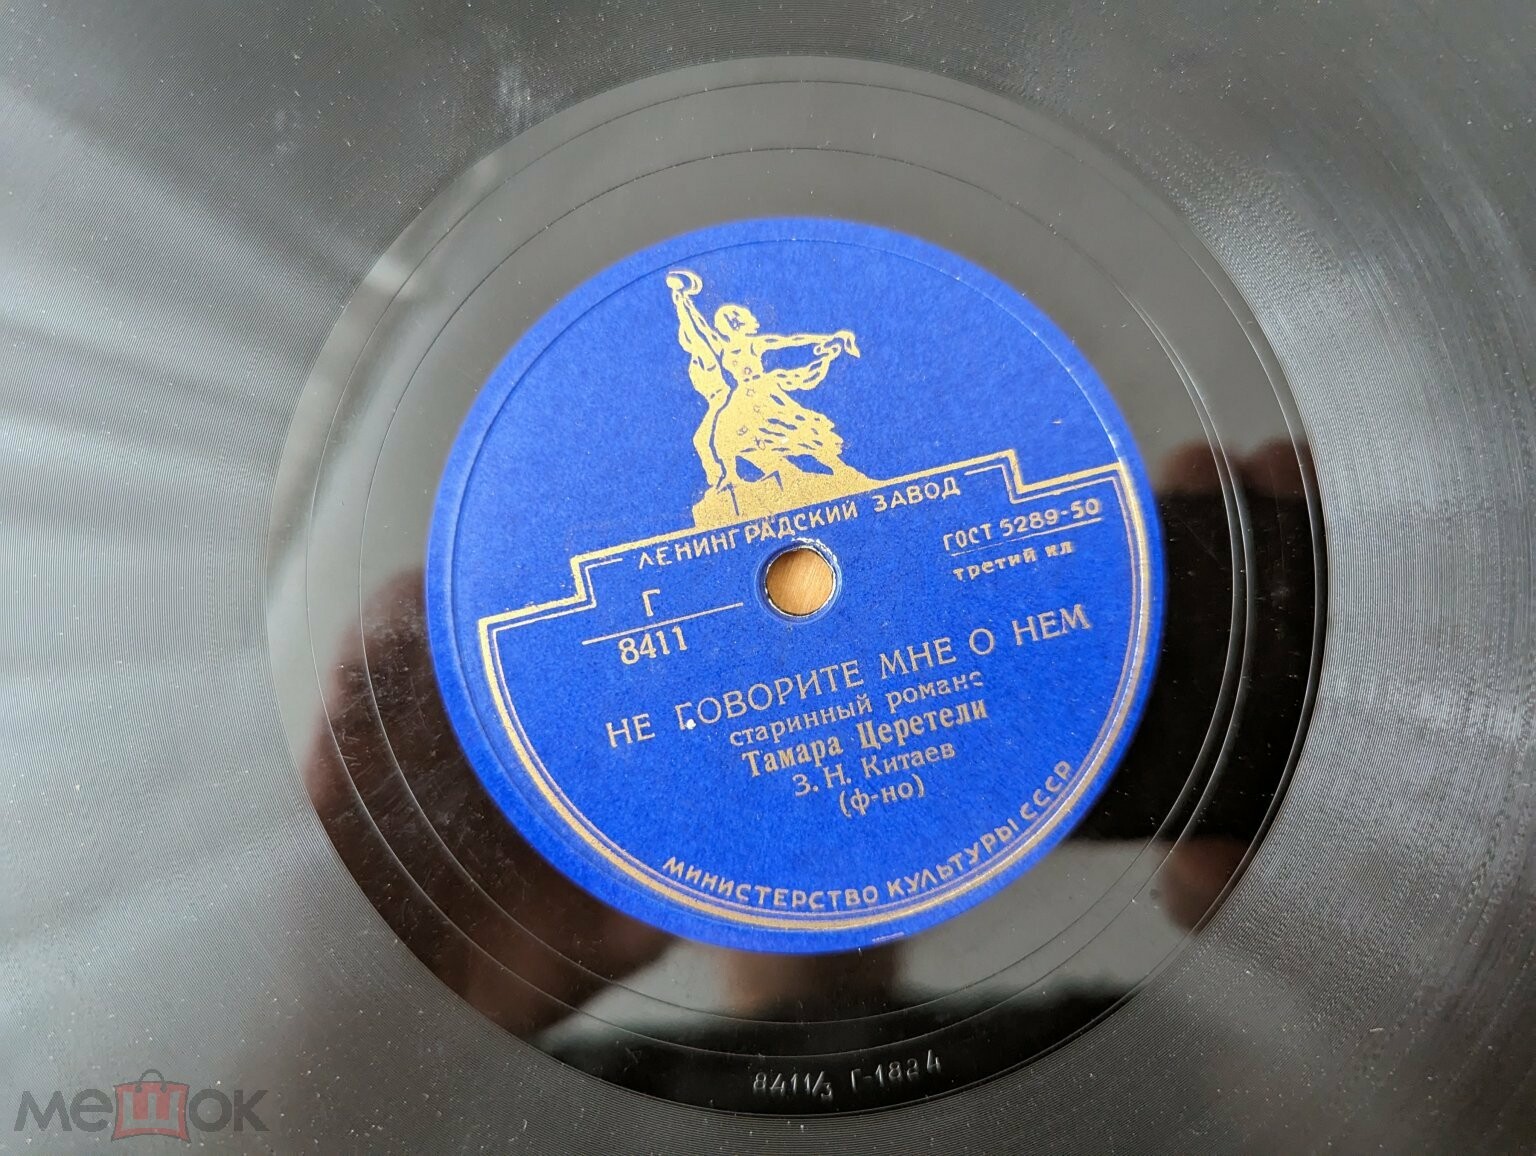 ЛЕНИНГРАДСКИЙ ЗАВОД
ГОСТ 5289-50
третий кл
Г
8411
НЕ ГОВОРИТЕ МНЕ О НЕМ
старинный романс
Тамара Церетели
З. Н. Китаев
(ф-но)
МИНИСТЕРСТВО КУЛЬТУРЫ СССР
8411/3 Г-1824
мешок